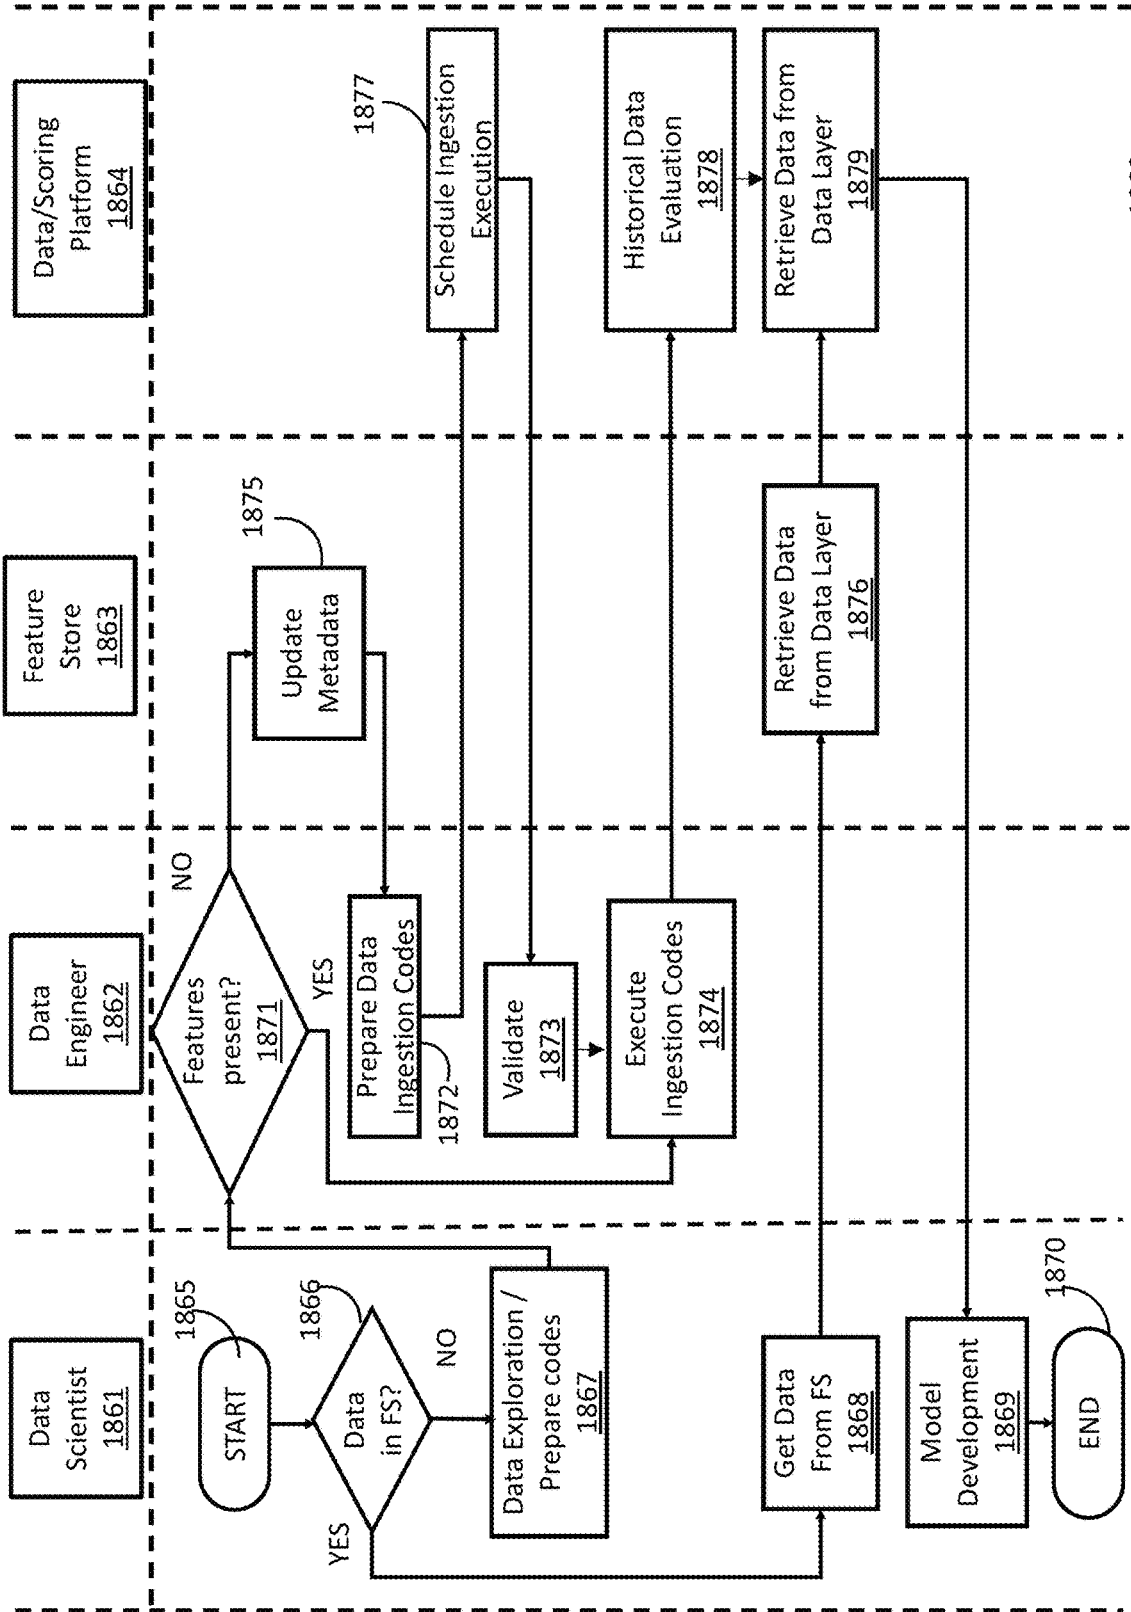 Data
Scientist
1861
Data
Engineer
1862
Feature
Store
1863
Data/Scoring
Platform
1864
START
1865
Data
in FS?
1866
YES
NO
Data Exploration /
Prepare codes
1867
Get Data
From FS
1868
Model
Development
1869
END
1870
Features
present?
1871
NO
YES
Prepare Data
Ingestion Codes
1872
Validate
1873
Execute
Ingestion Codes
1874
Update
Metadata
1875
Retrieve Data
from Data Layer
1876
Schedule Ingestion
Execution
1877
Historical Data
Evaluation
1878
Retrieve Data from
Data Layer
1879